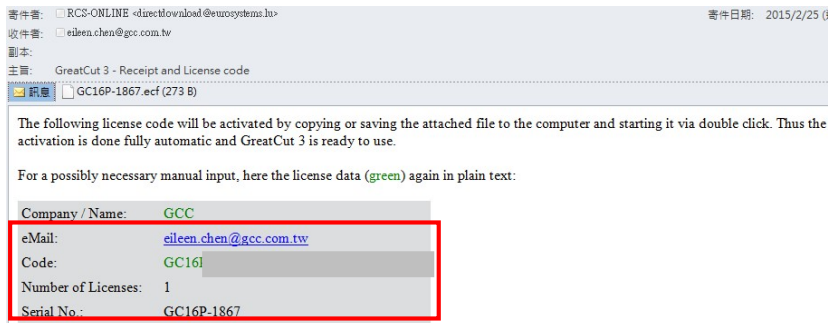 寄件者: RCS-ONLINE <directdownload@eurosystems.lu> 寄件日期: 2015/2/25
收件者: eileen.chen@gcc.com.tw
副本:
主旨: GreatCut 3 - Receipt and License code
訊息 GC16P-1867.ecf (273 B)
The following license code will be activated by copying or saving the attached file to the computer and starting it via double click. Thus the
activation is done fully automatic and GreatCut 3 is ready to use.
For a possibly necessary manual input, here the license data (green) again in plain text:
Company / Name: GCC
eMail: eileen.chen@gcc.com.tw
Code: GC16
Number of Licenses: 1
Serial No.: GC16P-1867